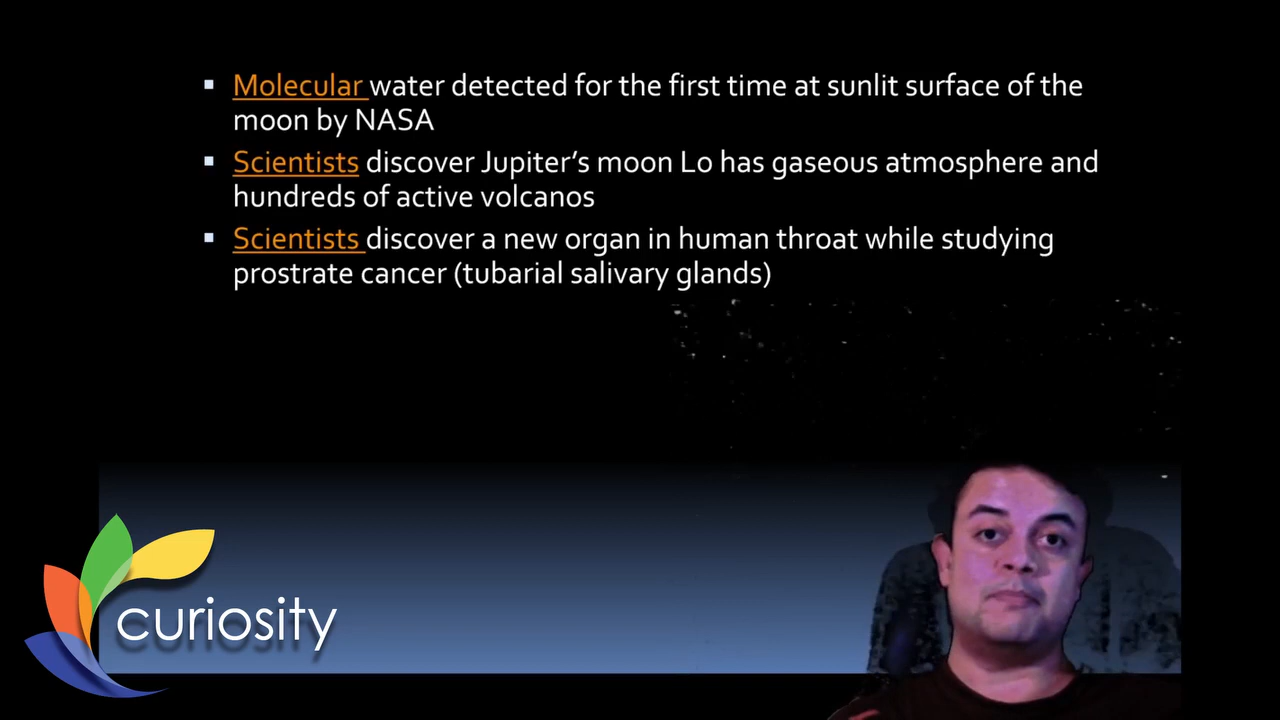 Molecular water detected for the first time at sunlit surface of the
moon by NASA
Scientists discover Jupiter’s moon Lo has gaseous atmosphere and
hundreds of active volcanos
Scientists discover a new organ in human throat while studying
prostrate cancer (tubarial salivary glands)
curiosity